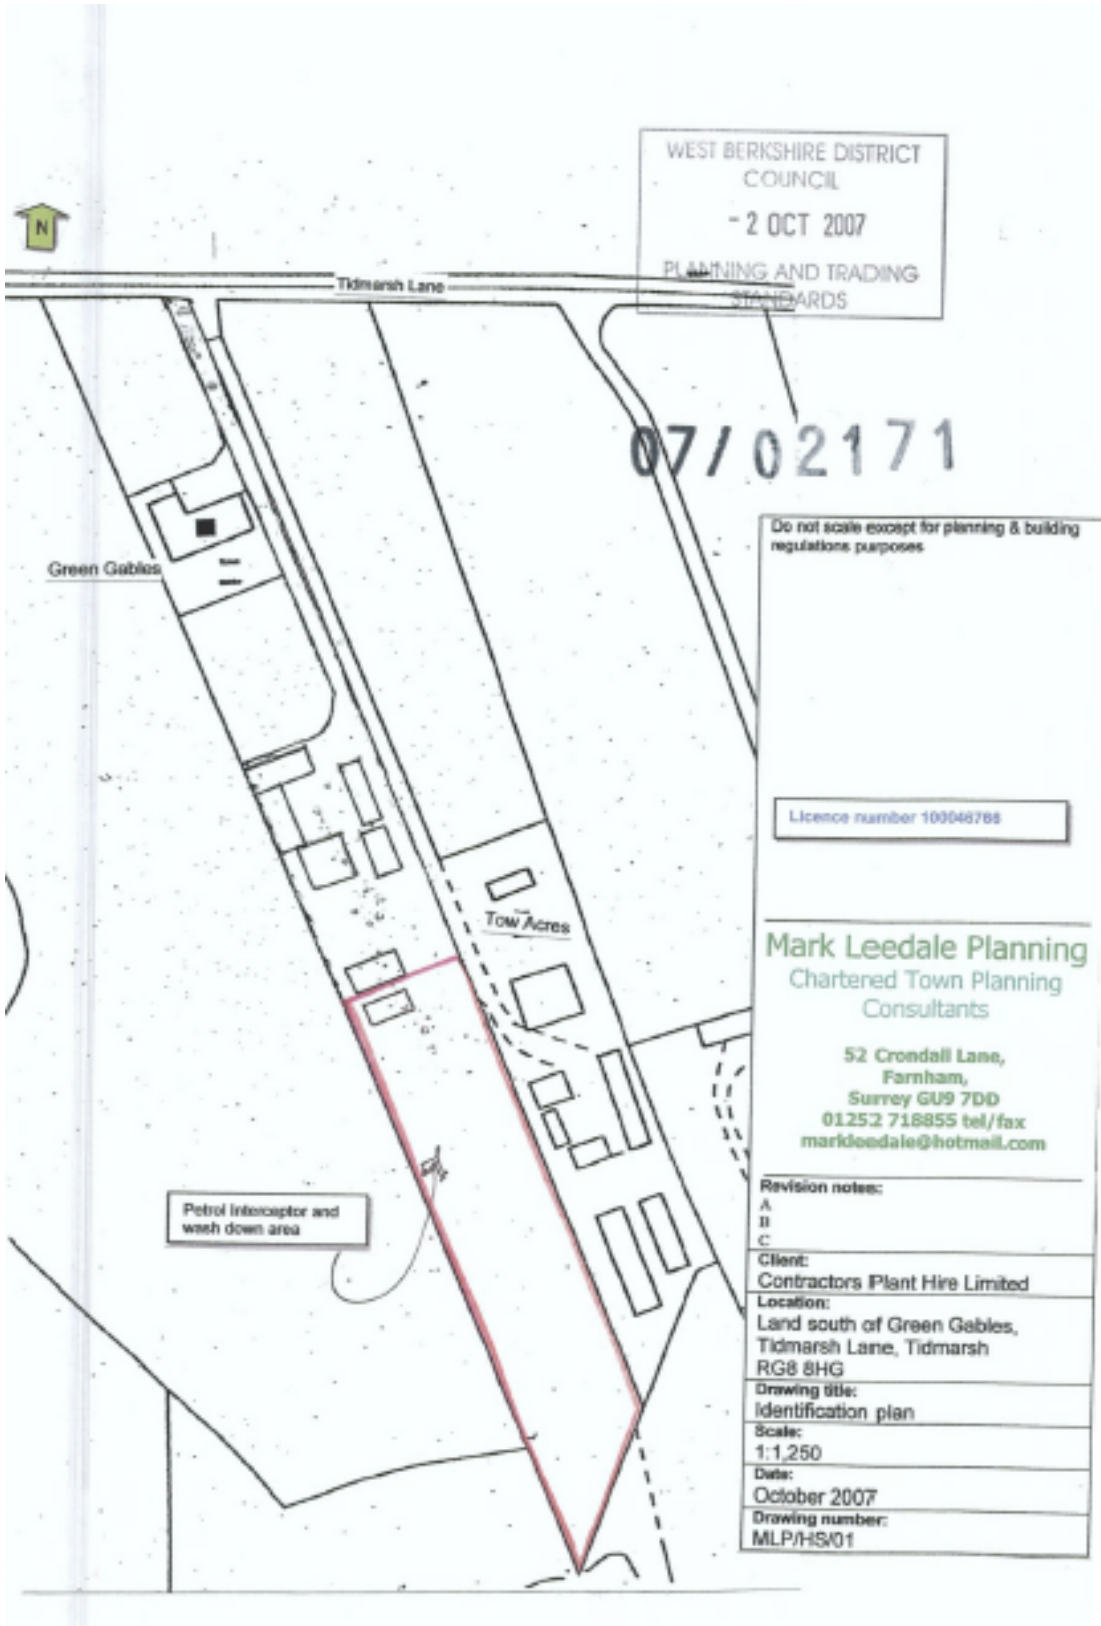 WEST BERKSHIRE DISTRICT
COUNCIL
- 2 OCT 2007
PLANNING AND TRADING
STANDARDS
N
Tidmarsh Lane
07/02171
Do not scale except for planning & building
regulations purposes
Green Gables
Licence number 100046768
Tow Acres
Mark Leedale Planning
Chartered Town Planning
Consultants
52 Crondall Lane,
Farnham,
Surrey GU9 7DD
01252 718855 tel/fax
markleedale@hotmail.com
Petrol interceptor and
wash down area
Revision notes:
A
B
C
Client:
Contractors Plant Hire Limited
Location:
Land south of Green Gables,
Tidmarsh Lane, Tidmarsh
RG8 8HG
Drawing title:
Identification plan
Scale:
1:1,250
Date:
October 2007
Drawing number:
MLP/HS/01